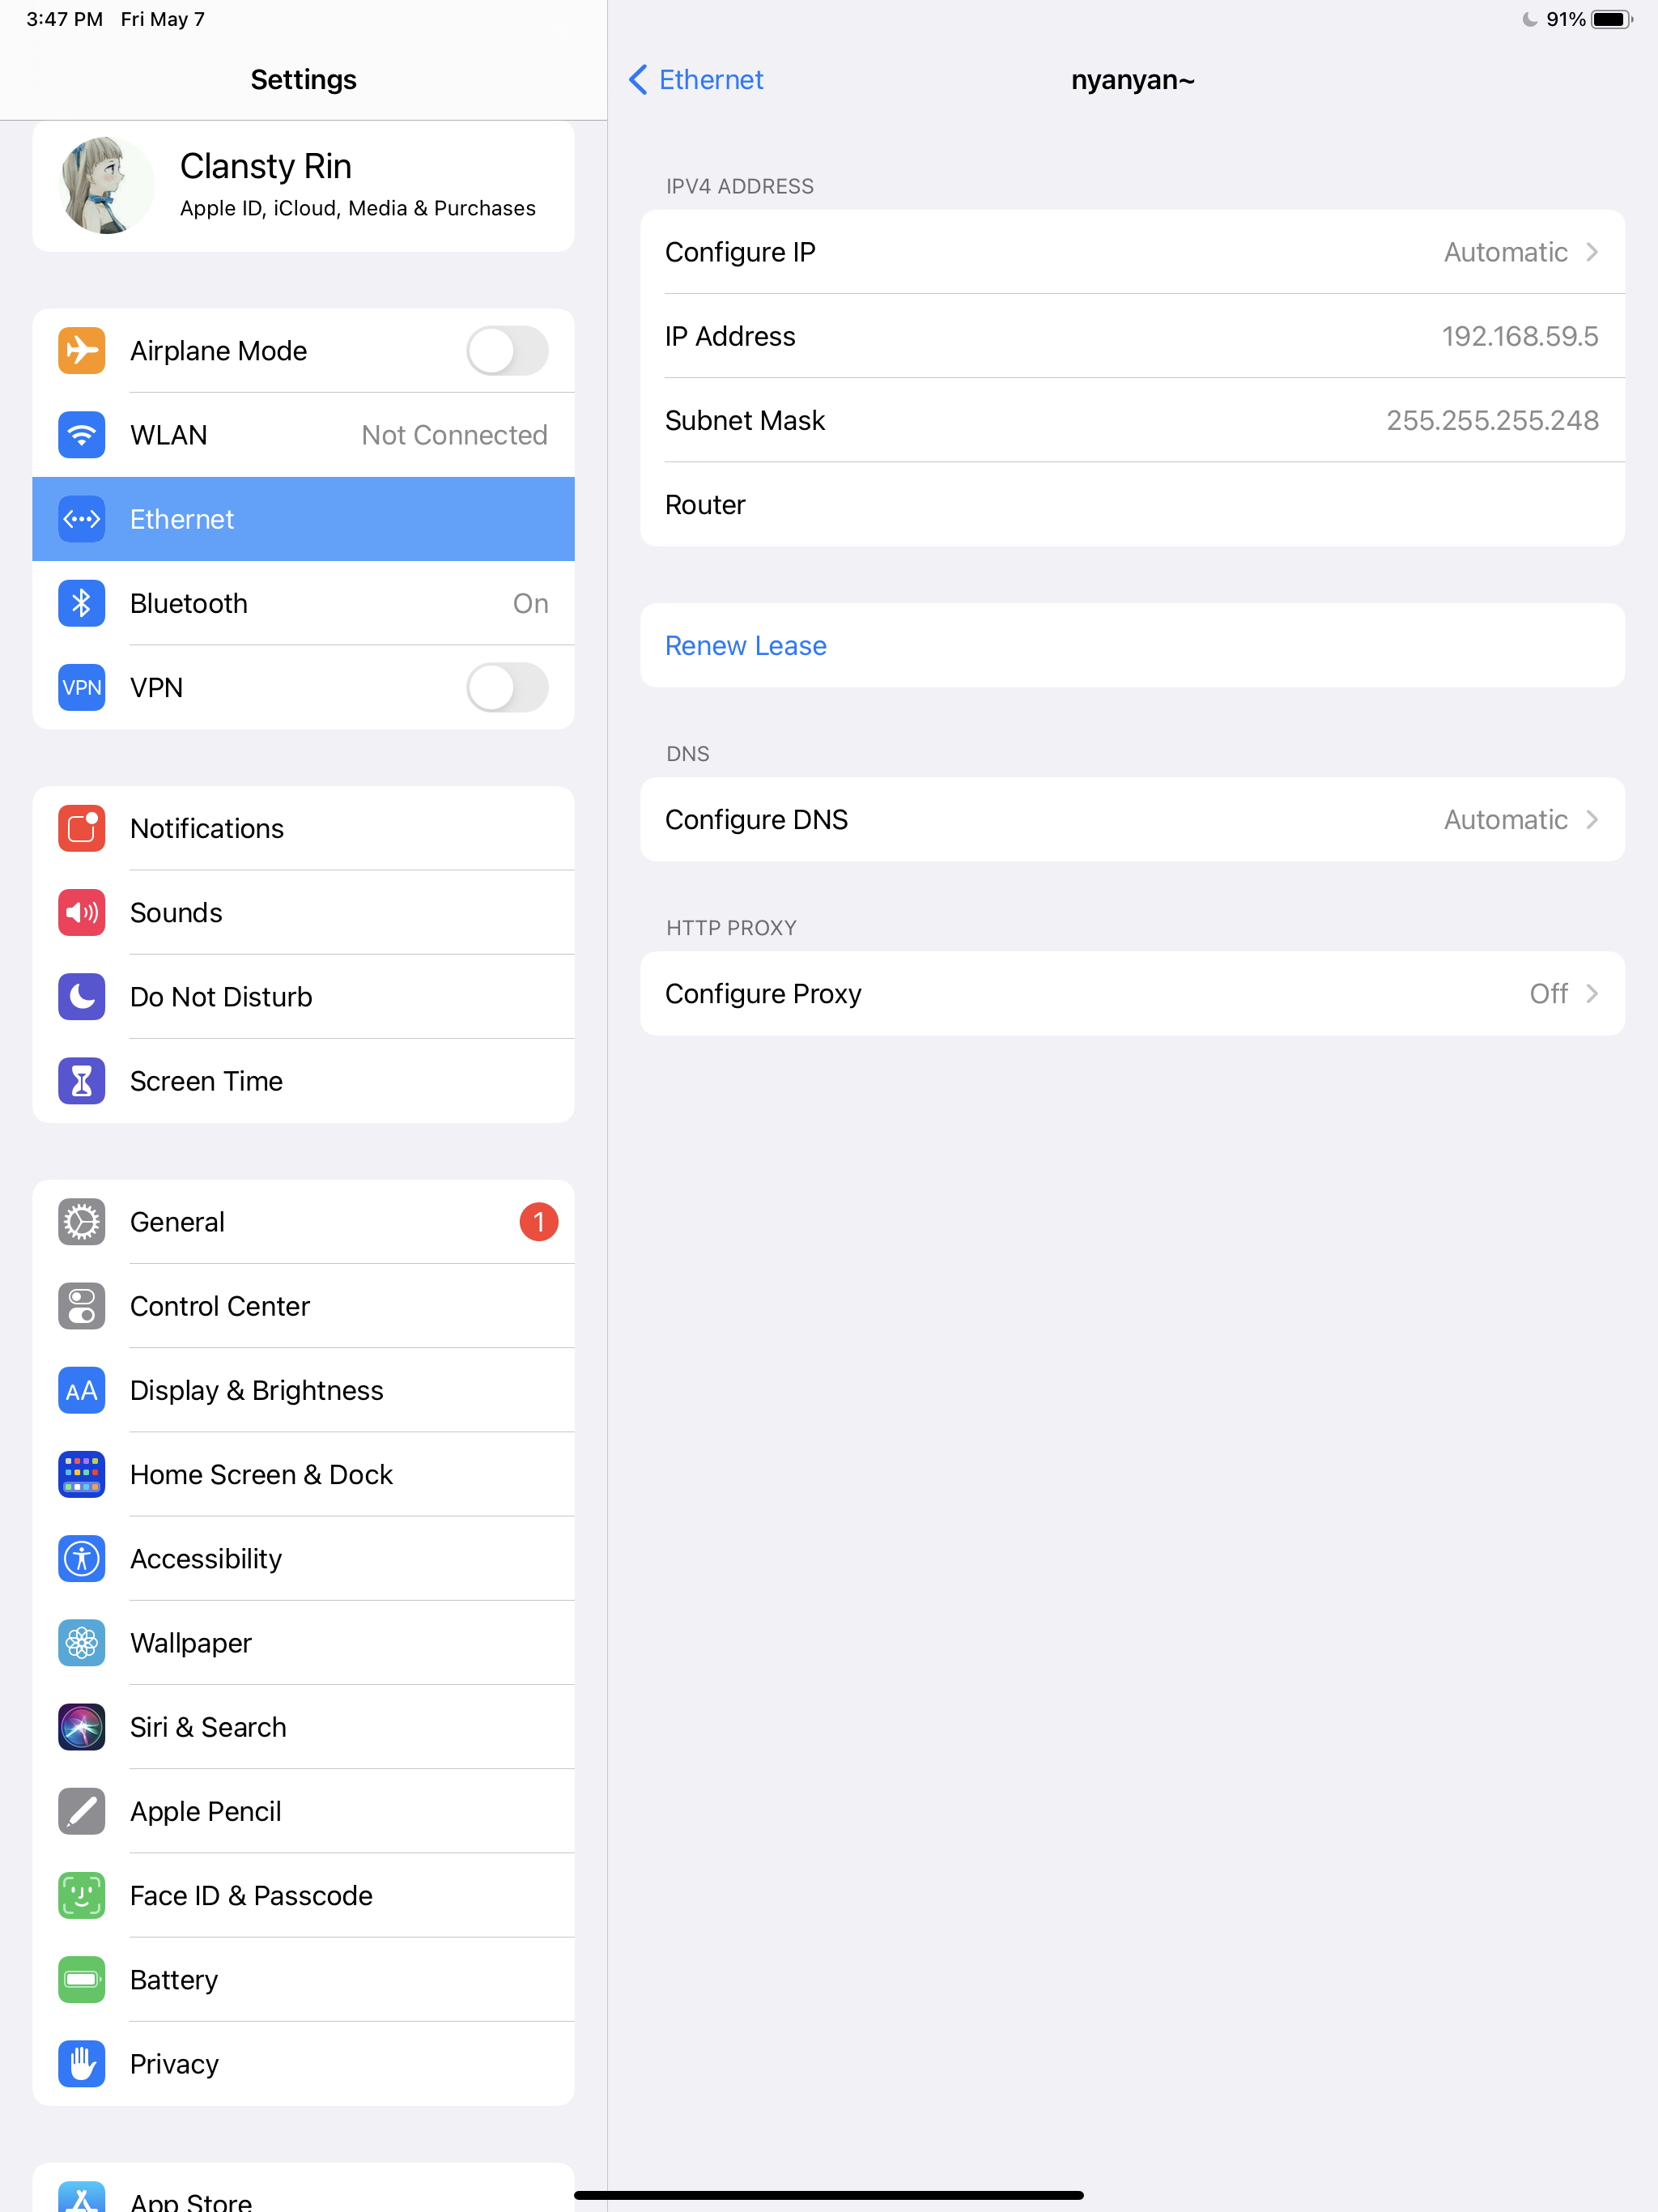 3:47 PM Fri May 7
91%
Settings
Clansty Rin
Apple ID, iCloud, Media & Purchases
Airplane Mode
WLAN Not Connected
Ethernet
Bluetooth On
VPN VPN
Notifications
Sounds
Do Not Disturb
Screen Time
General 1
Control Center
AA Display & Brightness
Home Screen & Dock
Accessibility
Wallpaper
Siri & Search
Apple Pencil
Face ID & Passcode
Battery
Privacy
App Store
Ethernet
nyanyan~
IPV4 ADDRESS
Configure IP Automatic
IP Address 192.168.59.5
Subnet Mask 255.255.255.248
Router
Renew Lease
DNS
Configure DNS Automatic
HTTP PROXY
Configure Proxy Off